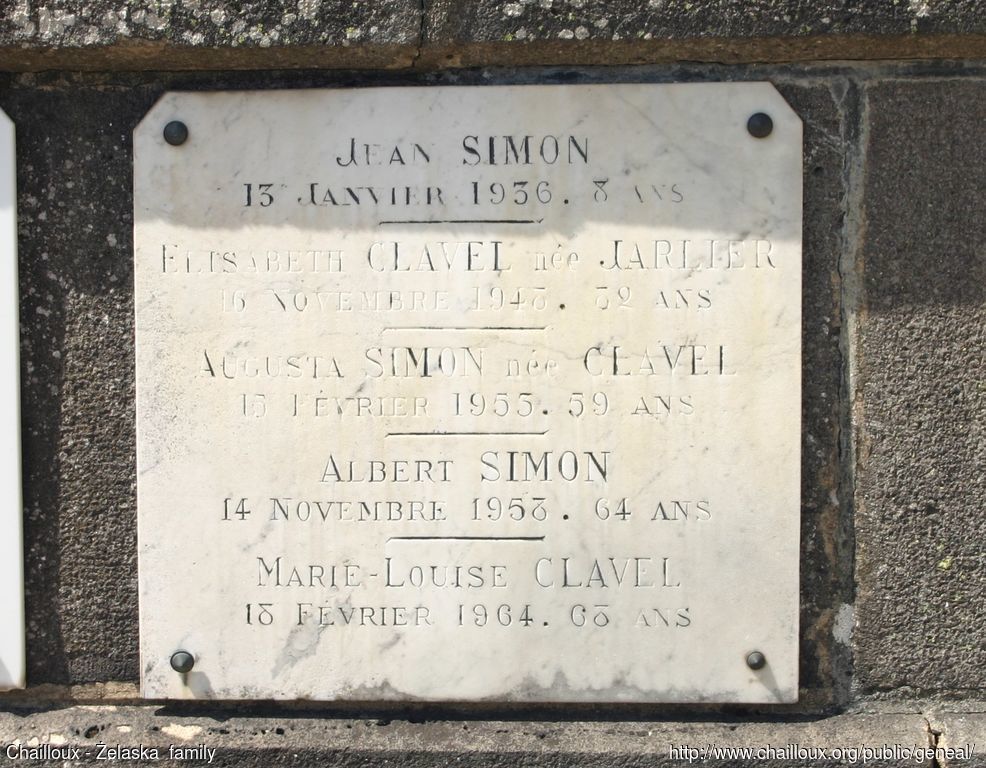 Jean SIMON
13 Janvier 1936. 8 ans
Elisabeth CLAVEL née JARLIER
16 Novembre 1948. 82 ans
Augusta SIMON née CLAVEL
15 Février 1955. 59 ans
Albert SIMON
14 Novembre 1958. 64 ans
Marie-Louise CLAVEL
18 Février 1964. 68 ans
Chailloux - Želaska family
http://www.chailloux.org/public/geneal/